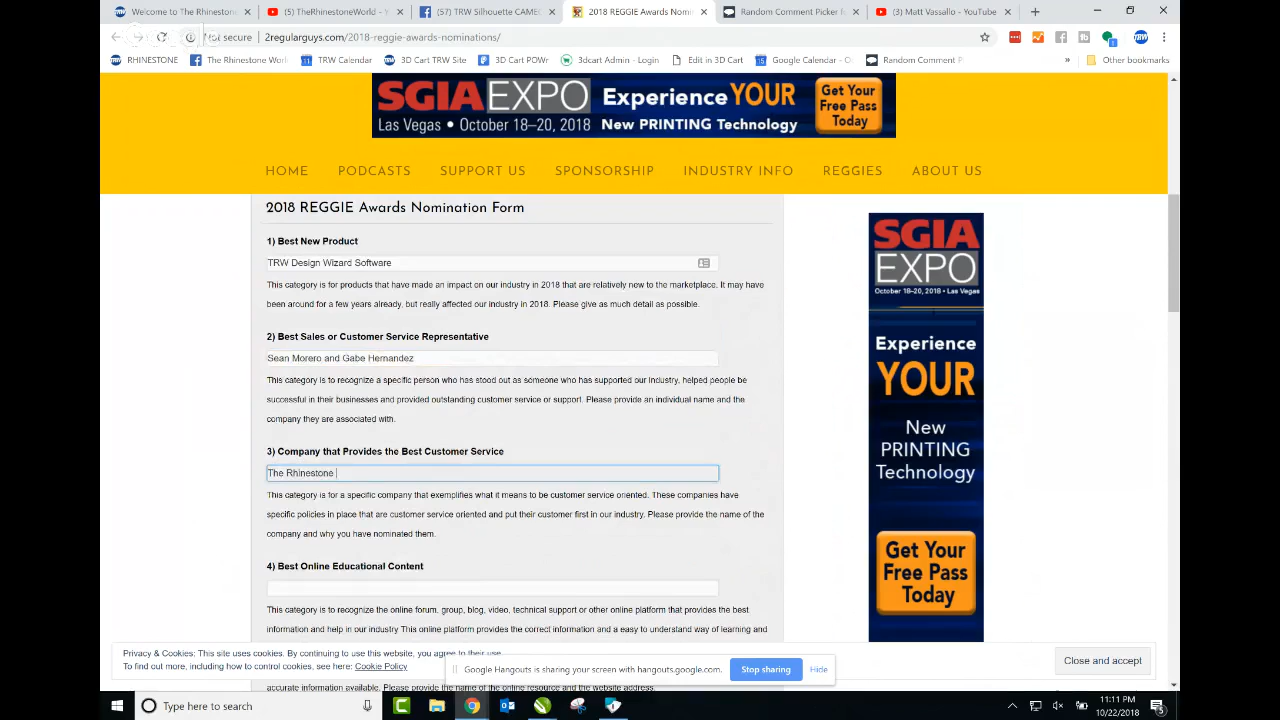 Welcome to The Rhinestone
(5) TheRhinestoneWorld - Y
(57) TRW Silhouette CAMEO
2018 REGGIE Awards Nomin
Random Comment Picker f
(3) Matt Vassallo - YouTube
Not secure
2regularguys.com/2018-reggie-awards-nominations/
RHINESTONE
The Rhinestone Worl
TRW Calendar
3D Cart TRW Site
3D Cart POWr
3dcart Admin - Login
Edit in 3D Cart
Google Calendar - O
Random Comment P
»
Other bookmarks
SGIA EXPO
Las Vegas • October 18–20, 2018
Experience YOUR
New PRINTING Technology
Get Your
Free Pass
Today
HOME
PODCASTS
SUPPORT US
SPONSORSHIP
INDUSTRY INFO
REGGIES
ABOUT US
2018 REGGIE Awards Nomination Form
1) Best New Product
TRW Design Wizard Software
This category is for products that have made an impact on our industry in 2018 that are relatively new to the marketplace. It may have
been around for a few years already, but really affected our industry in 2018. Please give as much detail as possible.
2) Best Sales or Customer Service Representative
Sean Morero and Gabe Hernandez
This category is to recognize a specific person who has stood out as someone who has supported our industry, helped people be
successful in their businesses and provided outstanding customer service or support. Please provide an individual name and the
company they are associated with.
3) Company that Provides the Best Customer Service
The Rhinestone
This category is for a specific company that exemplifies what it means to be customer service oriented. These companies have
specific policies in place that are customer service oriented and put their customer first in our industry. Please provide the name of the
company and why you have nominated them.
4) Best Online Educational Content
This category is to recognize the online forum, group, blog, video, technical support or other online platform that provides the best
information and help in our industry This online platform provides the correct information and a easy to understand way of learning and
accurate information available. Please provide the name of the online resource and the website address.
SGIA
EXPO
October 18–20, 2018 • Las Vegas
Experience
YOUR
New
PRINTING
Technology
Get Your
Free Pass
Today
Privacy & Cookies: This site uses cookies. By continuing to use this website, you agree to their use.
To find out more, including how to control cookies, see here: Cookie Policy
Close and accept
Google Hangouts is sharing your screen with hangouts.google.com.
Stop sharing
Hide
Type here to search
11:11 PM
10/22/2018
5